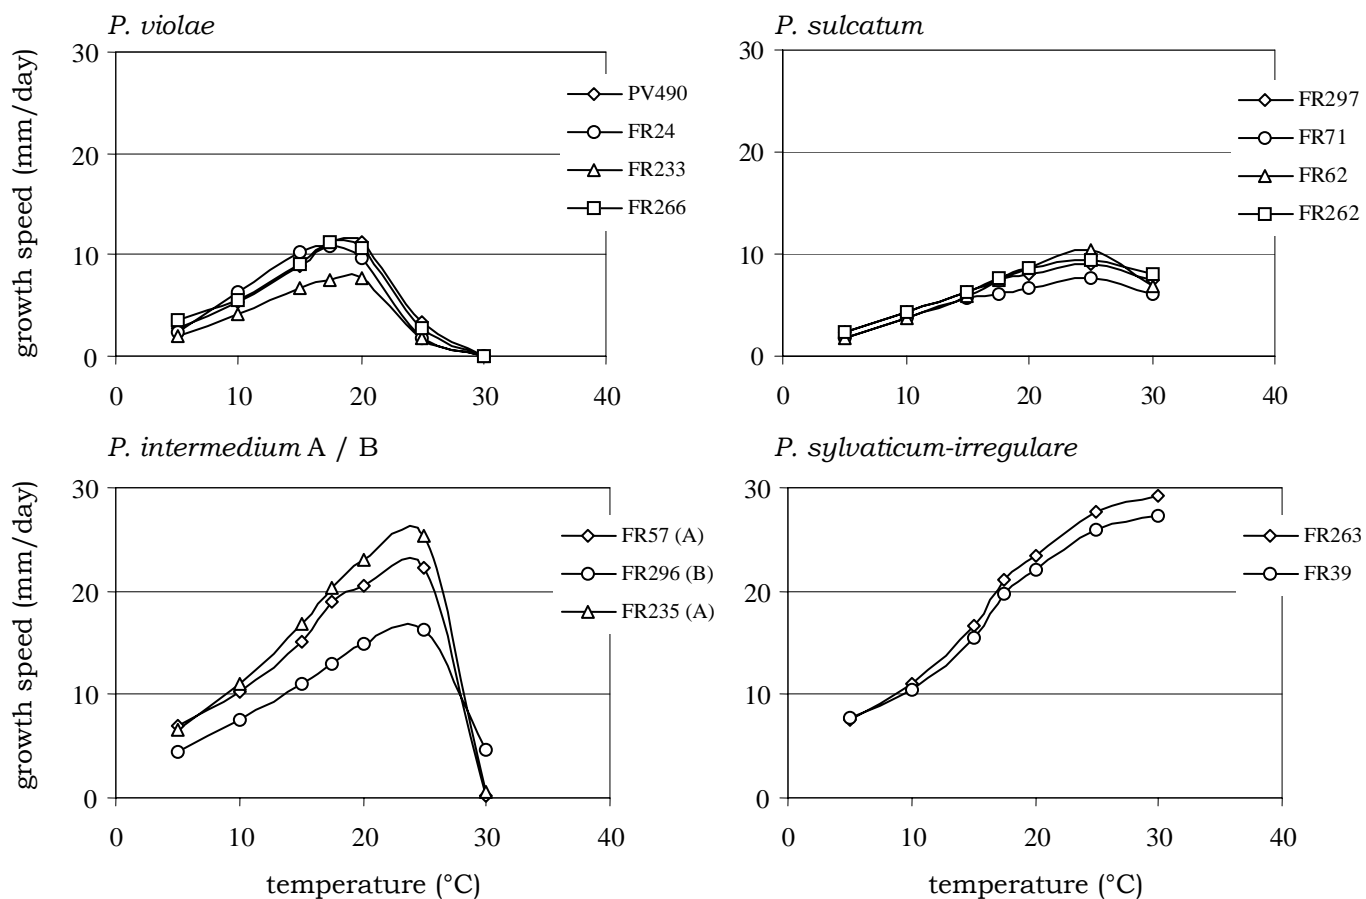 P. violae
growth speed (mm/day)
30
20
10
0
0 10 20 30 40
PV490
FR24
FR233
FR266
P. sulcatum
30
20
10
0
0 10 20 30 40
FR297
FR71
FR62
FR262
P. intermedium A / B
growth speed (mm/day)
30
20
10
0
0 10 20 30 40
temperature (°C)
FR57 (A)
FR296 (B)
FR235 (A)
P. sylvaticum-irregulare
30
20
10
0
0 10 20 30 40
temperature (°C)
FR263
FR39